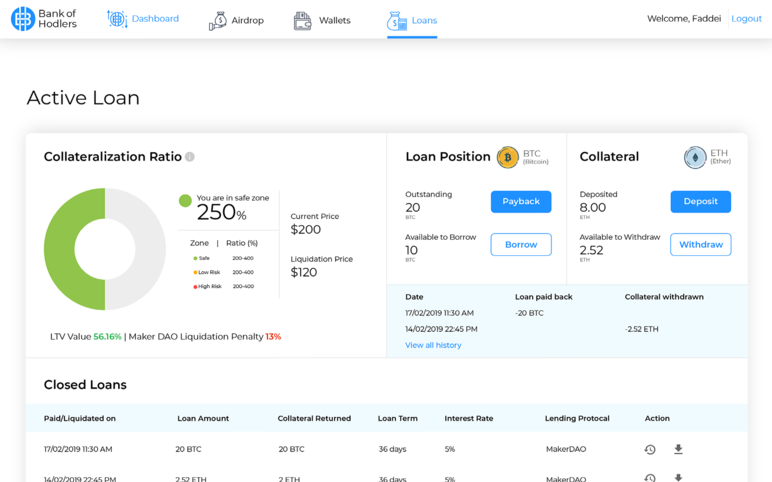 Bank of
Hodlers
Dashboard
Airdrop
Wallets
Loans
Welcome, Faddei
Logout
Active Loan
Collateralization Ratio
You are in safe zone
250%
Zone | Ratio (%)
Safe 200-400
Low Risk 200-400
High Risk 200-400
Current Price
$200
Liquidation Price
$120
LTV Value 56.16% | Maker DAO Liquidation Penalty 13%
Loan Position
BTC
(Bitcoin)
Outstanding
20
BTC
Payback
Available to Borrow
10
BTC
Borrow
Collateral
ETH
(Ether)
Deposited
8.00
ETH
Deposit
Available to Withdraw
2.52
ETH
Withdraw
Date Loan paid back Collateral withdrawn
17/02/2019 11:30 AM -20 BTC
14/02/2019 22:45 PM -2.52 ETH
View all history
Closed Loans
Paid/Liquidated on Loan Amount Collateral Returned Loan Term Interest Rate Lending Protocal Action
17/02/2019 11:30 AM 20 BTC 20 BTC 36 days 5% MakerDAO
14/02/2019 22:45 PM 2.52 ETH 2 ETH 36 days 5% MakerDAO